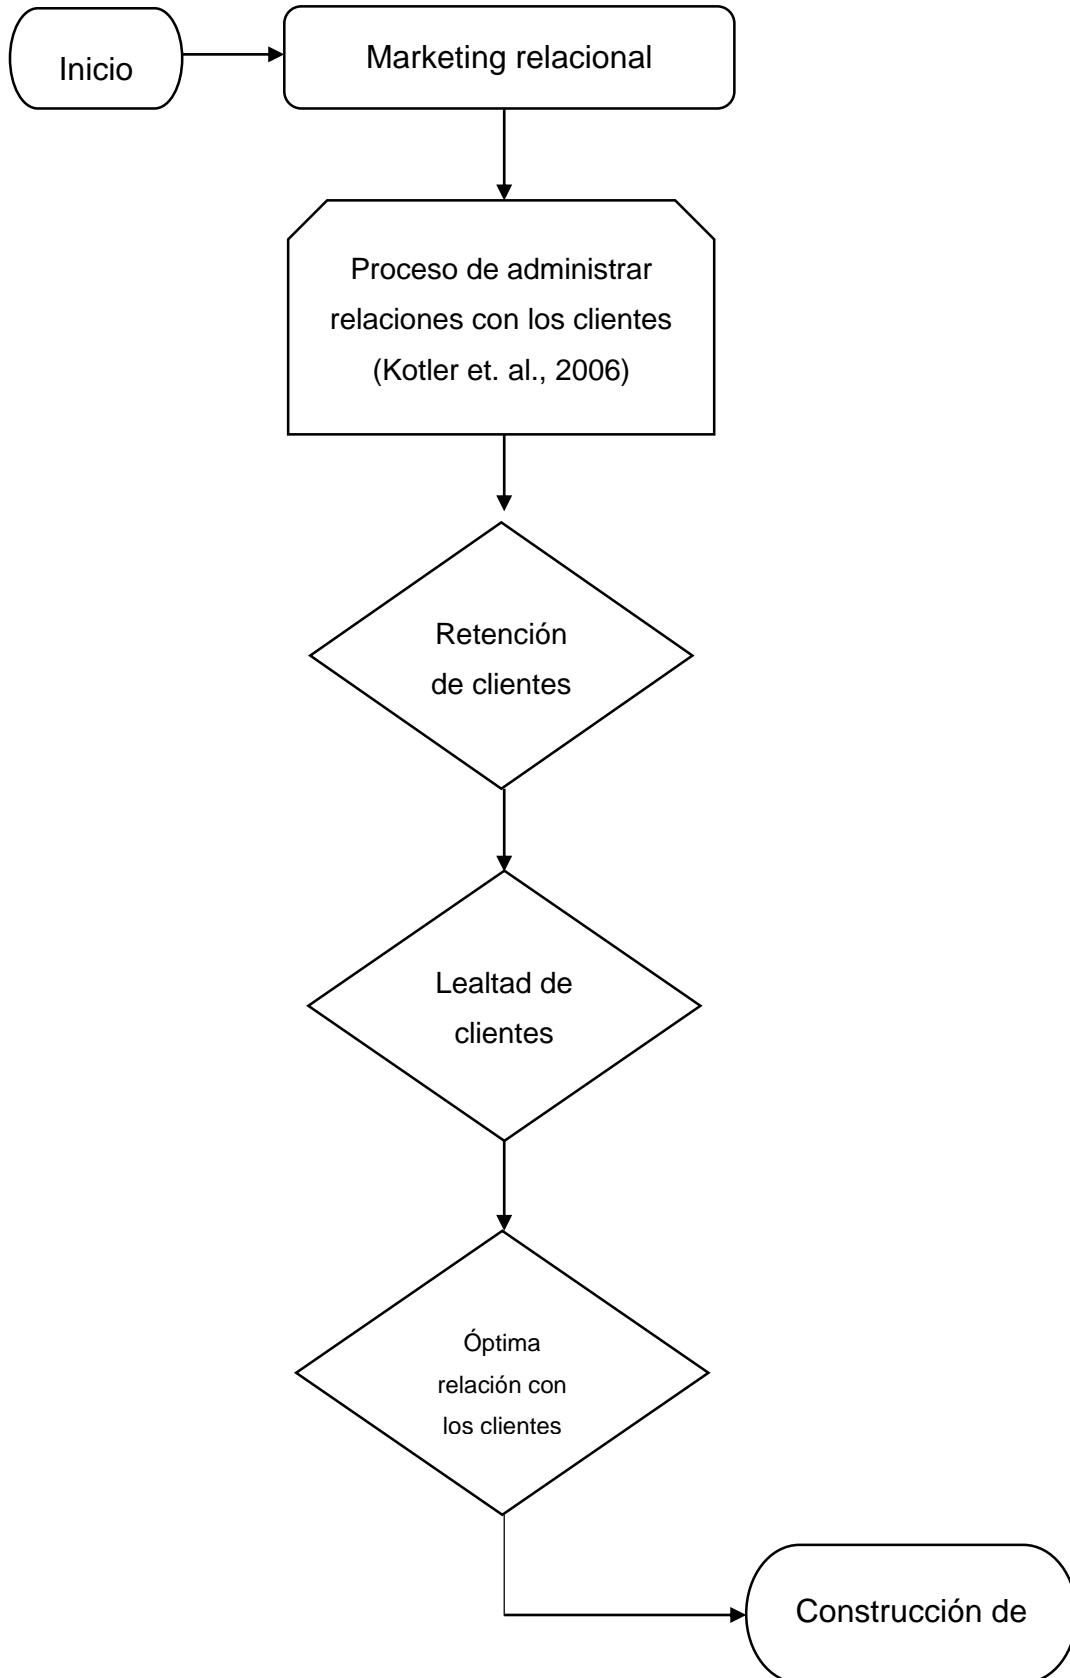 Inicio
Marketing relacional
Proceso de administrar
relaciones con los clientes
(Kotler et. al., 2006)
Retención
de clientes
Lealtad de
clientes
Óptima
relación con
los clientes
Construcción de